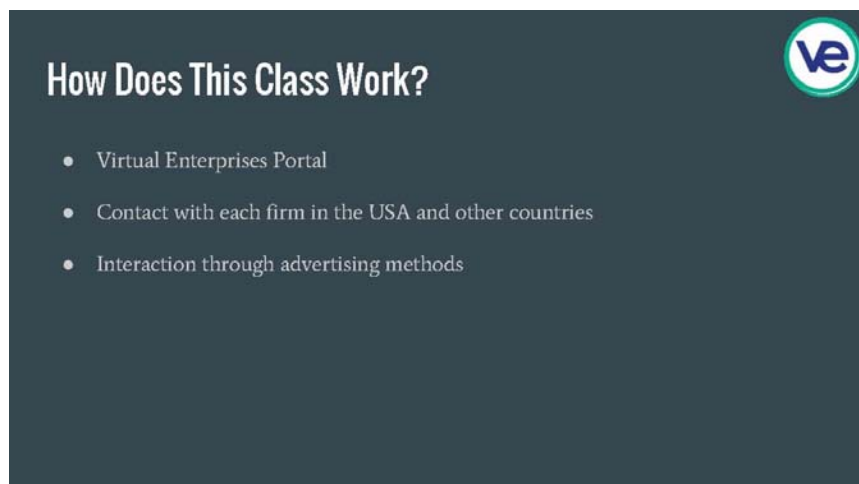 ve
How Does This Class Work?
● Virtual Enterprises Portal
● Contact with each firm in the USA and other countries
● Interaction through advertising methods